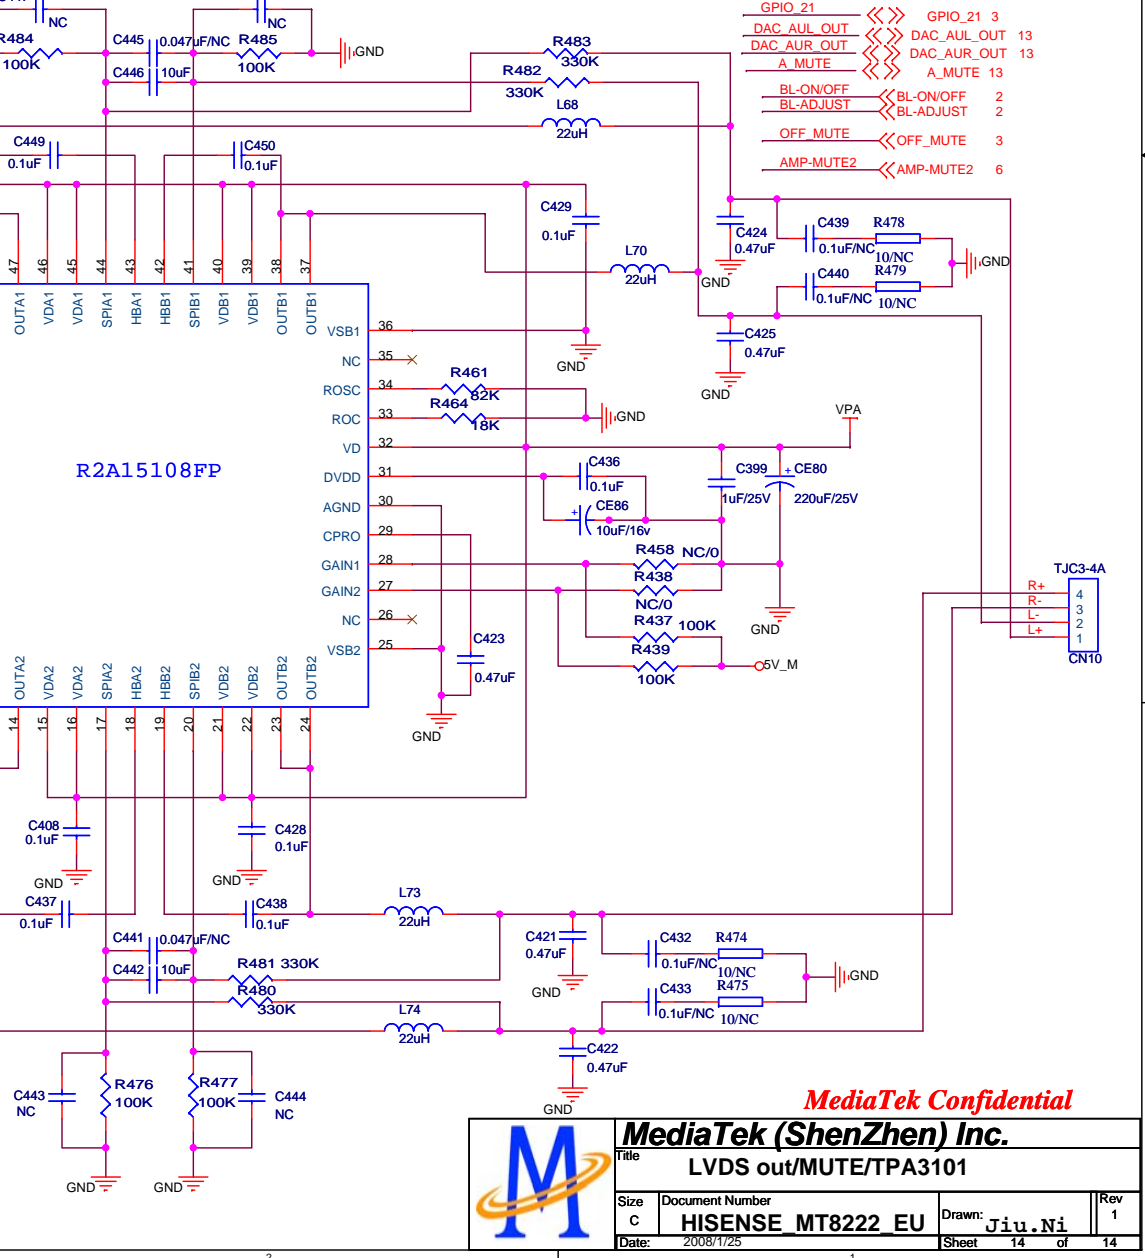 NC
NC
R484
100K
C445
0.047uF/NC
R485
100K
GND
C446
10uF
R483
330K
R482
330K
L68
22uH
GPIO_21
GPIO_21 3
DAC_AUL_OUT
DAC_AUL_OUT 13
DAC_AUR_OUT
DAC_AUR_OUT 13
A_MUTE
A_MUTE 13
BL-ON/OFF
BL-ON/OFF 2
BL-ADJUST
BL-ADJUST 2
OFF_MUTE
OFF_MUTE 3
AMP-MUTE2
AMP-MUTE2 6
C449
0.1uF
C450
0.1uF
C429
0.1uF
L70
22uH
C424
0.47uF
GND
C439
0.1uF/NC
R478
10/NC
C440
0.1uF/NC
R479
10/NC
GND
C425
0.47uF
GND
47 46 45 44 43 42 41 40 39 38 37
OUTA1 VDA1 VDA1 SPIA1 HBA1 HBB1 SPIB1 VDB1 VDB1 OUTB1 OUTB1
VSB1 36
NC 35
ROSC 34
ROC 33
VD 32
DVDD 31
AGND 30
CPRO 29
GAIN1 28
GAIN2 27
NC 26
VSB2 25
R2A15108FP
GND
R461
82K
R464
18K
GND
VPA
C436
0.1uF
CE86
10uF/16v
C399
1uF/25V
CE80
220uF/25V
R458 NC/0
R438
NC/0
R437 100K
R439
100K
GND
5V_M
C423
0.47uF
GND
TJC3-4A
R+ 4
R- 3
L- 2
L+ 1
CN10
OUTA2 VDA2 VDA2 SPIA2 HBA2 HBB2 SPIB2 VDB2 VDB2 OUTB2 OUTB2
14 15 16 17 18 19 20 21 22 23 24
C408
0.1uF
GND
C428
0.1uF
GND
C437
0.1uF
C438
0.1uF
L73
22uH
C441
0.047uF/NC
C442
10uF
R481 330K
R480
330K
L74
22uH
C421
0.47uF
GND
C432
0.1uF/NC
R474
10/NC
C433
0.1uF/NC
R475
10/NC
GND
C422
0.47uF
GND
C443
NC
R476
100K
R477
100K
C444
NC
GND
GND
MediaTek Confidential
MediaTek (ShenZhen) Inc.
Title
LVDS out/MUTE/TPA3101
Size
C
Document Number
HISENSE_MT8222_EU
Drawn: Jiu.Ni
Rev
1
Date: 2008/1/25
Sheet 14 of 14
2 1